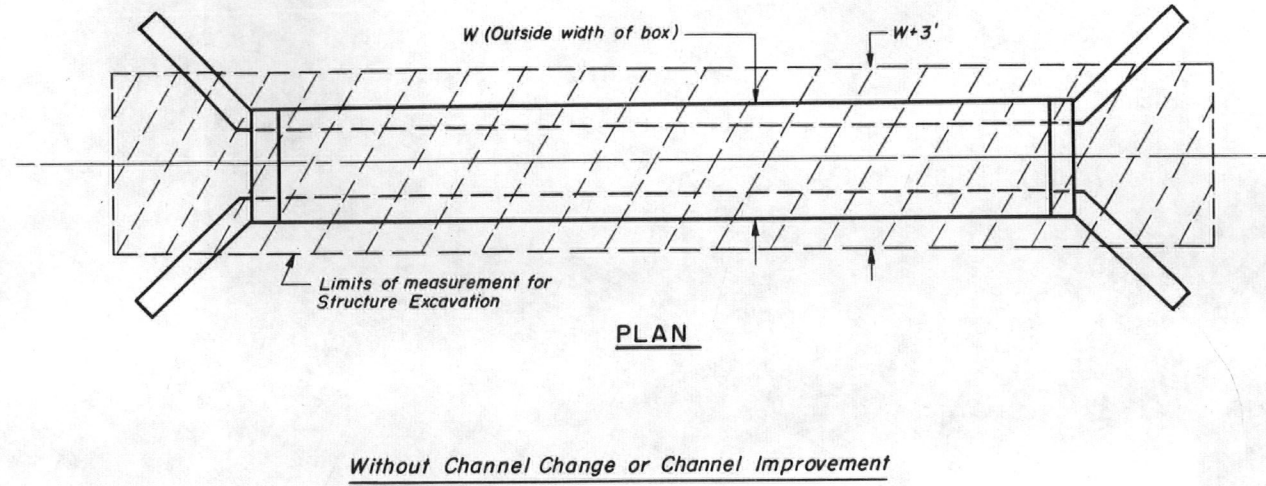 W (Outside width of box)
W+3'
Limits of measurement for
Structure Excavation
PLAN
Without Channel Change or Channel Improvement